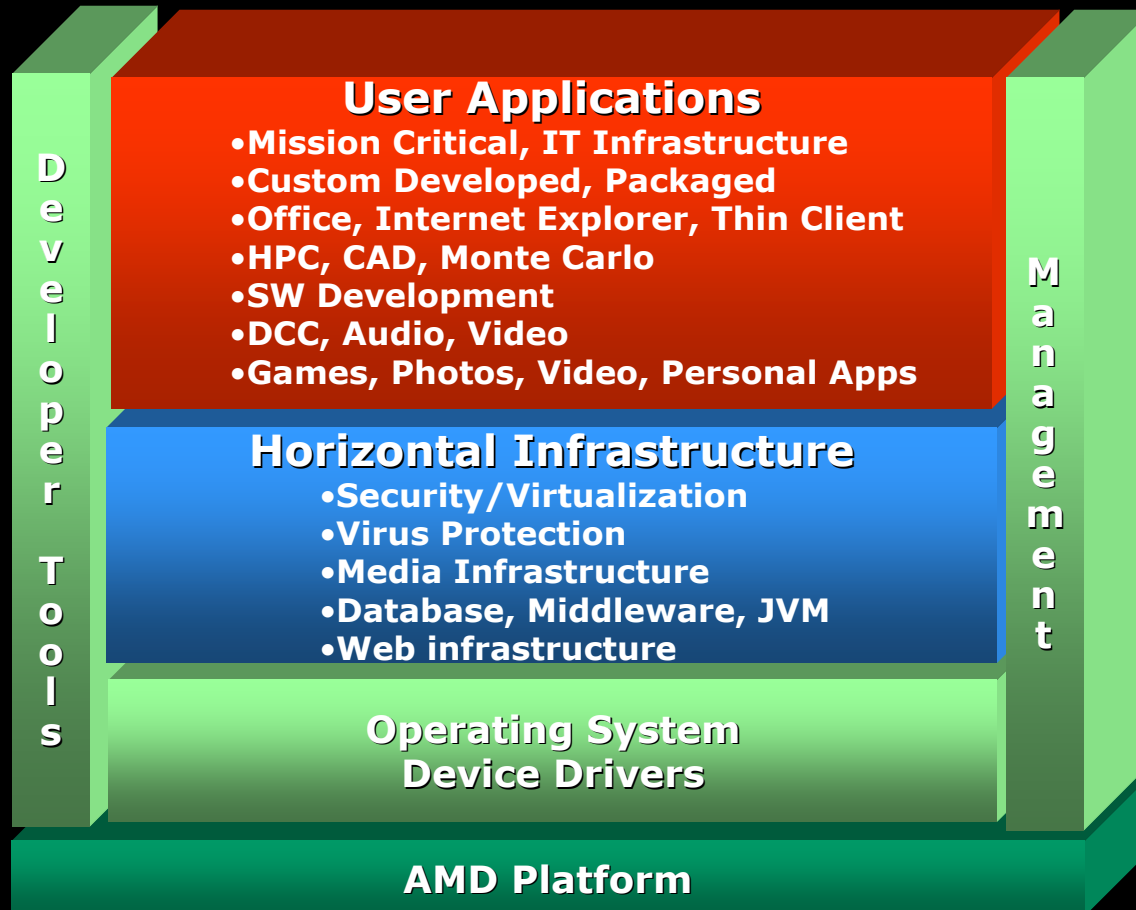 Developer Tools
User Applications
•Mission Critical, IT Infrastructure
•Custom Developed, Packaged
•Office, Internet Explorer, Thin Client
•HPC, CAD, Monte Carlo
•SW Development
•DCC, Audio, Video
•Games, Photos, Video, Personal Apps
Horizontal Infrastructure
•Security/Virtualization
•Virus Protection
•Media Infrastructure
•Database, Middleware, JVM
•Web infrastructure
Operating System
Device Drivers
Management
AMD Platform